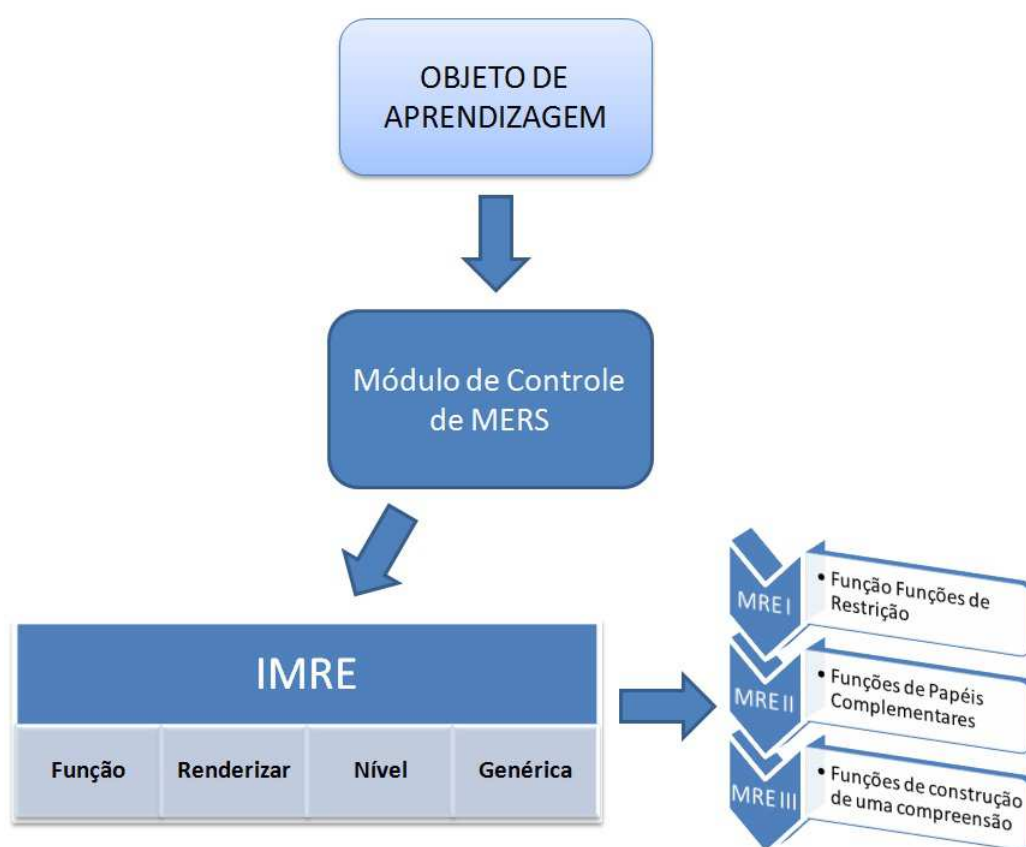 OBJETO DE
APRENDIZAGEM
Módulo de Controle
de MERS
IMRE
Função
Renderizar
Nível
Genérica
MRE I
• Função Funções de
Restrição
MRE II
• Funções de Papéis
Complementares
MRE III
• Funções de construção
de uma compreensão